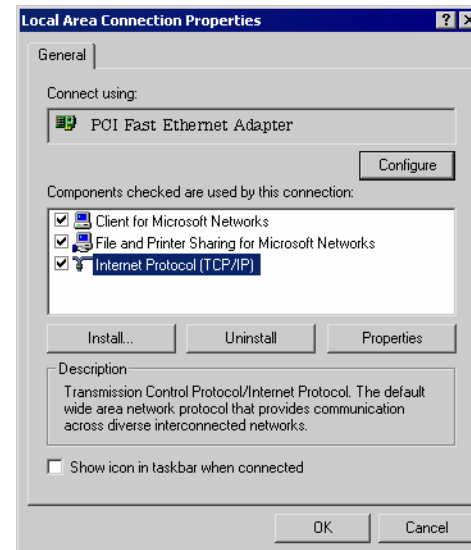 Local Area Connection Properties
General
Connect using:
PCI Fast Ethernet Adapter
Configure
Components checked are used by this connection:
Client for Microsoft Networks
File and Printer Sharing for Microsoft Networks
Internet Protocol (TCP/IP)
Install... Uninstall Properties
Description
Transmission Control Protocol/Internet Protocol. The default
wide area network protocol that provides communication
across diverse interconnected networks.
Show icon in taskbar when connected
OK Cancel